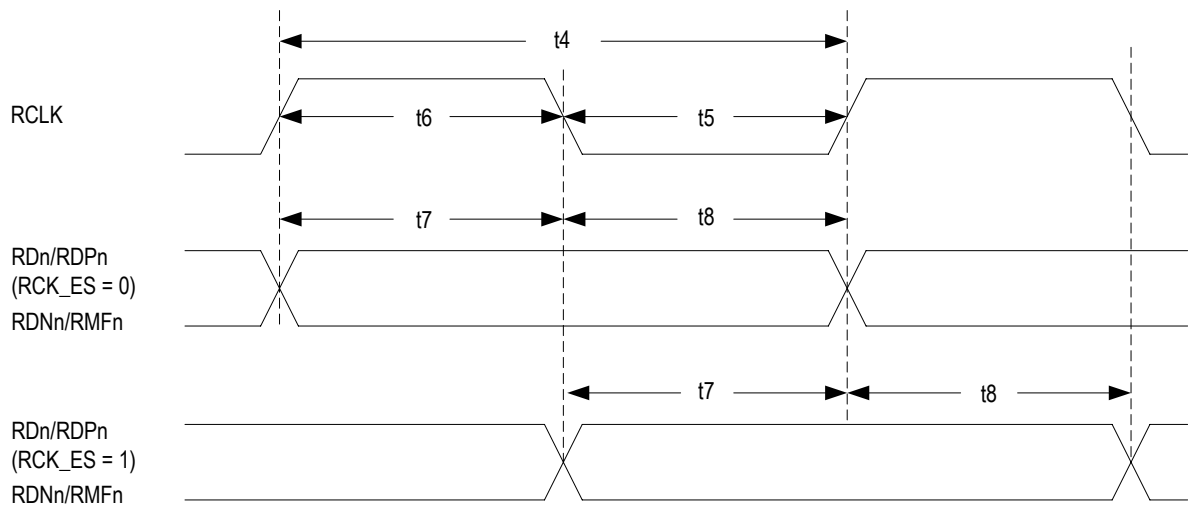 t4
RCLK
t6
t5
t7
t8
RDn/RDPn
(RCK_ES = 0)
RDNn/RMFn
t7
t8
RDn/RDPn
(RCK_ES = 1)
RDNn/RMFn